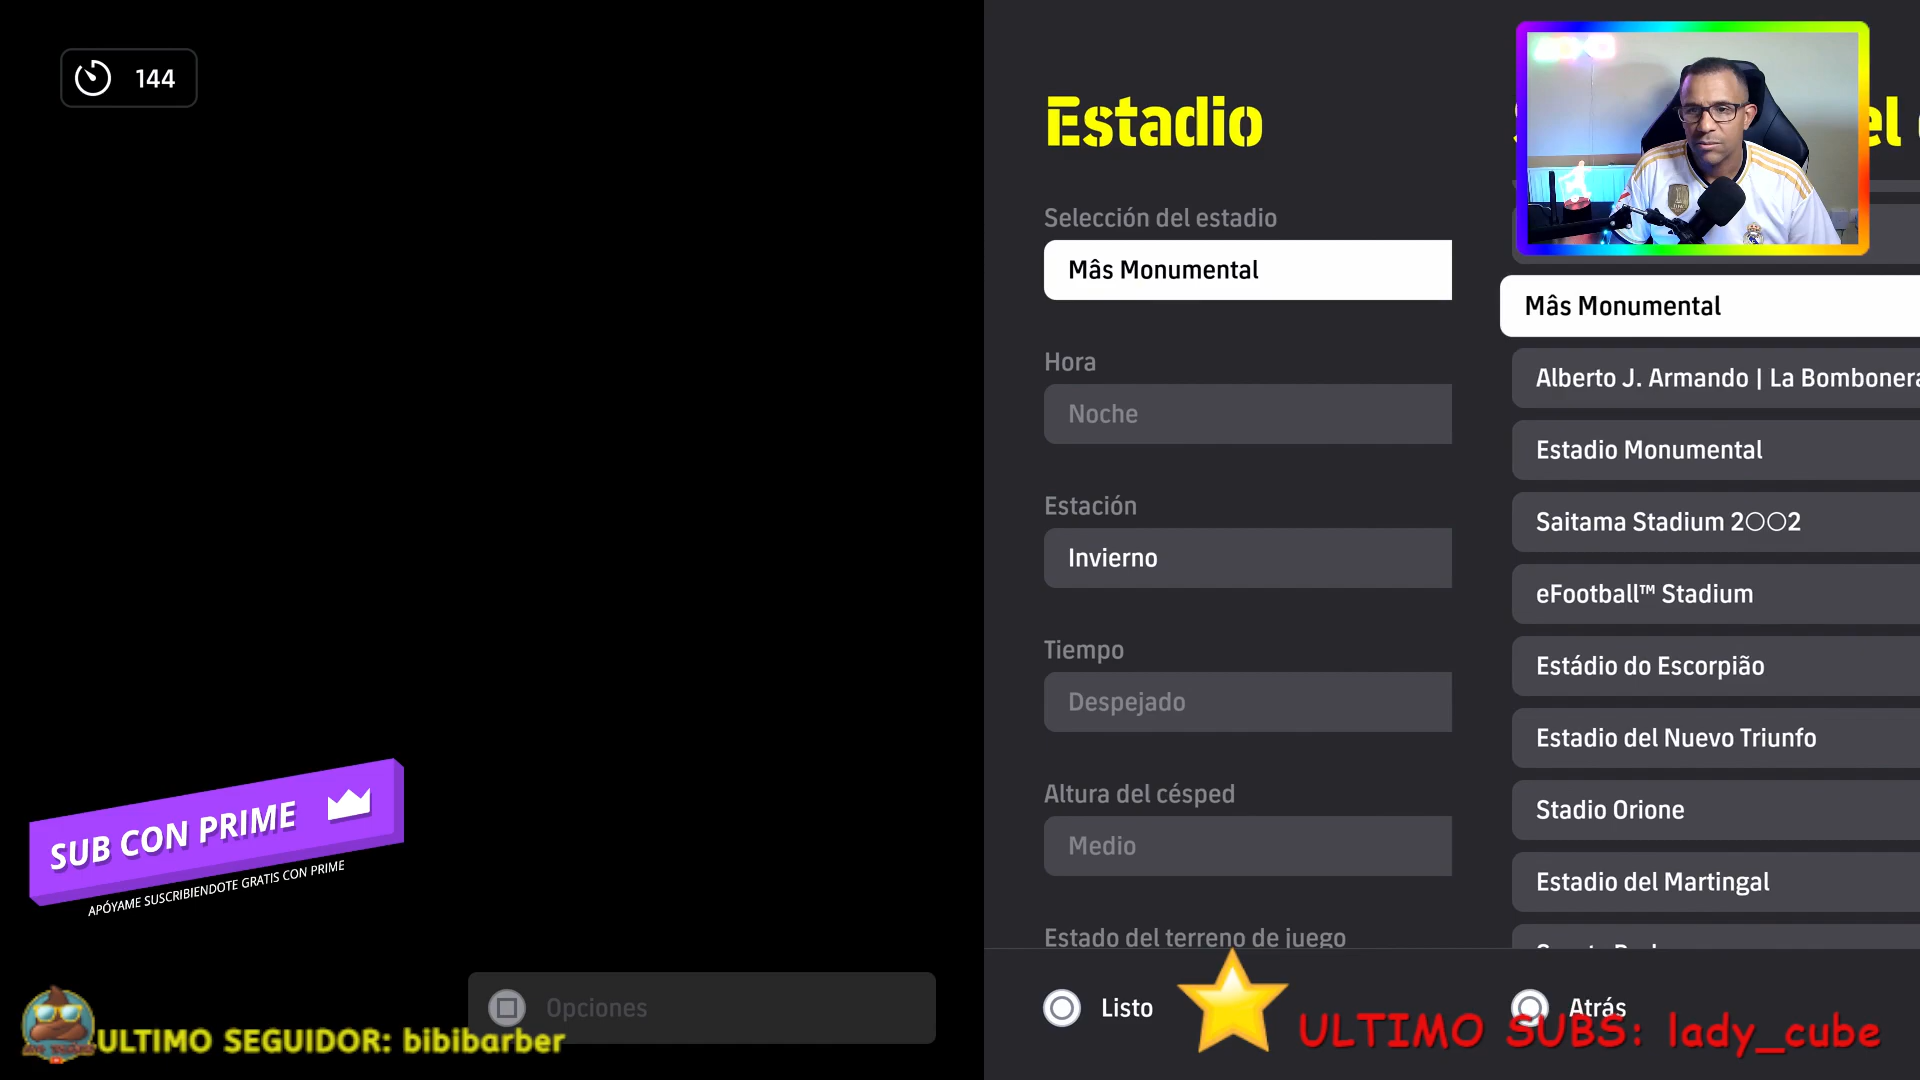 144
Estadio
el
Selección del estadio
Mâs Monumental
Hora
Noche
Estación
Invierno
Tiempo
Despejado
Altura del césped
Medio
Estado del terreno de juego
Mâs Monumental
Alberto J. Armando | La Bombonera
Estadio Monumental
Saitama Stadium 2〇〇2
eFootball™ Stadium
Estádio do Escorpião
Estadio del Nuevo Triunfo
Stadio Orione
Estadio del Martingal
SUB CON PRIME
APÓYAME SUSCRIBIENDOTE GRATIS CON PRIME
Opciones
Listo
Atrás
ULTIMO SEGUIDOR: bibibarber
ULTIMO SUBS: lady_cube